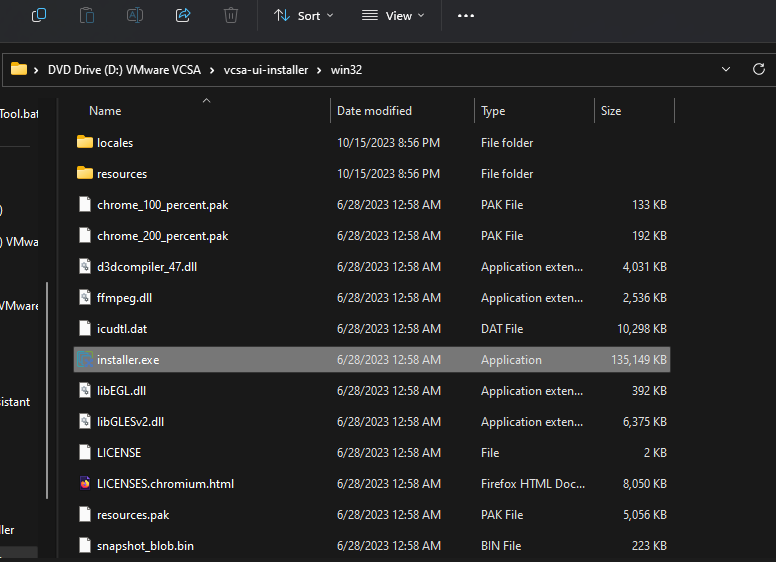 Sort View
DVD Drive (D:) VMware VCSA > vcsa-ui-installer > win32
Name Date modified Type Size
Tool.bat
locales 10/15/2023 8:56 PM File folder
resources 10/15/2023 8:56 PM File folder
chrome_100_percent.pak 6/28/2023 12:58 AM PAK File 133 KB
) chrome_200_percent.pak 6/28/2023 12:58 AM PAK File 192 KB
) VMwa
d3dcompiler_47.dll 6/28/2023 12:58 AM Application exten... 4,031 KB
ffmpeg.dll 6/28/2023 12:58 AM Application exten... 2,536 KB
VMware
icudtl.dat 6/28/2023 12:58 AM DAT File 10,298 KB
installer.exe 6/28/2023 12:58 AM Application 135,149 KB
libEGL.dll 6/28/2023 12:58 AM Application exten... 392 KB
sistant
libGLESv2.dll 6/28/2023 12:58 AM Application exten... 6,375 KB
LICENSE 6/28/2023 12:58 AM File 2 KB
LICENSES.chromium.html 6/28/2023 12:58 AM Firefox HTML Doc... 8,050 KB
resources.pak 6/28/2023 12:58 AM PAK File 5,056 KB
ller
snapshot_blob.bin 6/28/2023 12:58 AM BIN File 223 KB